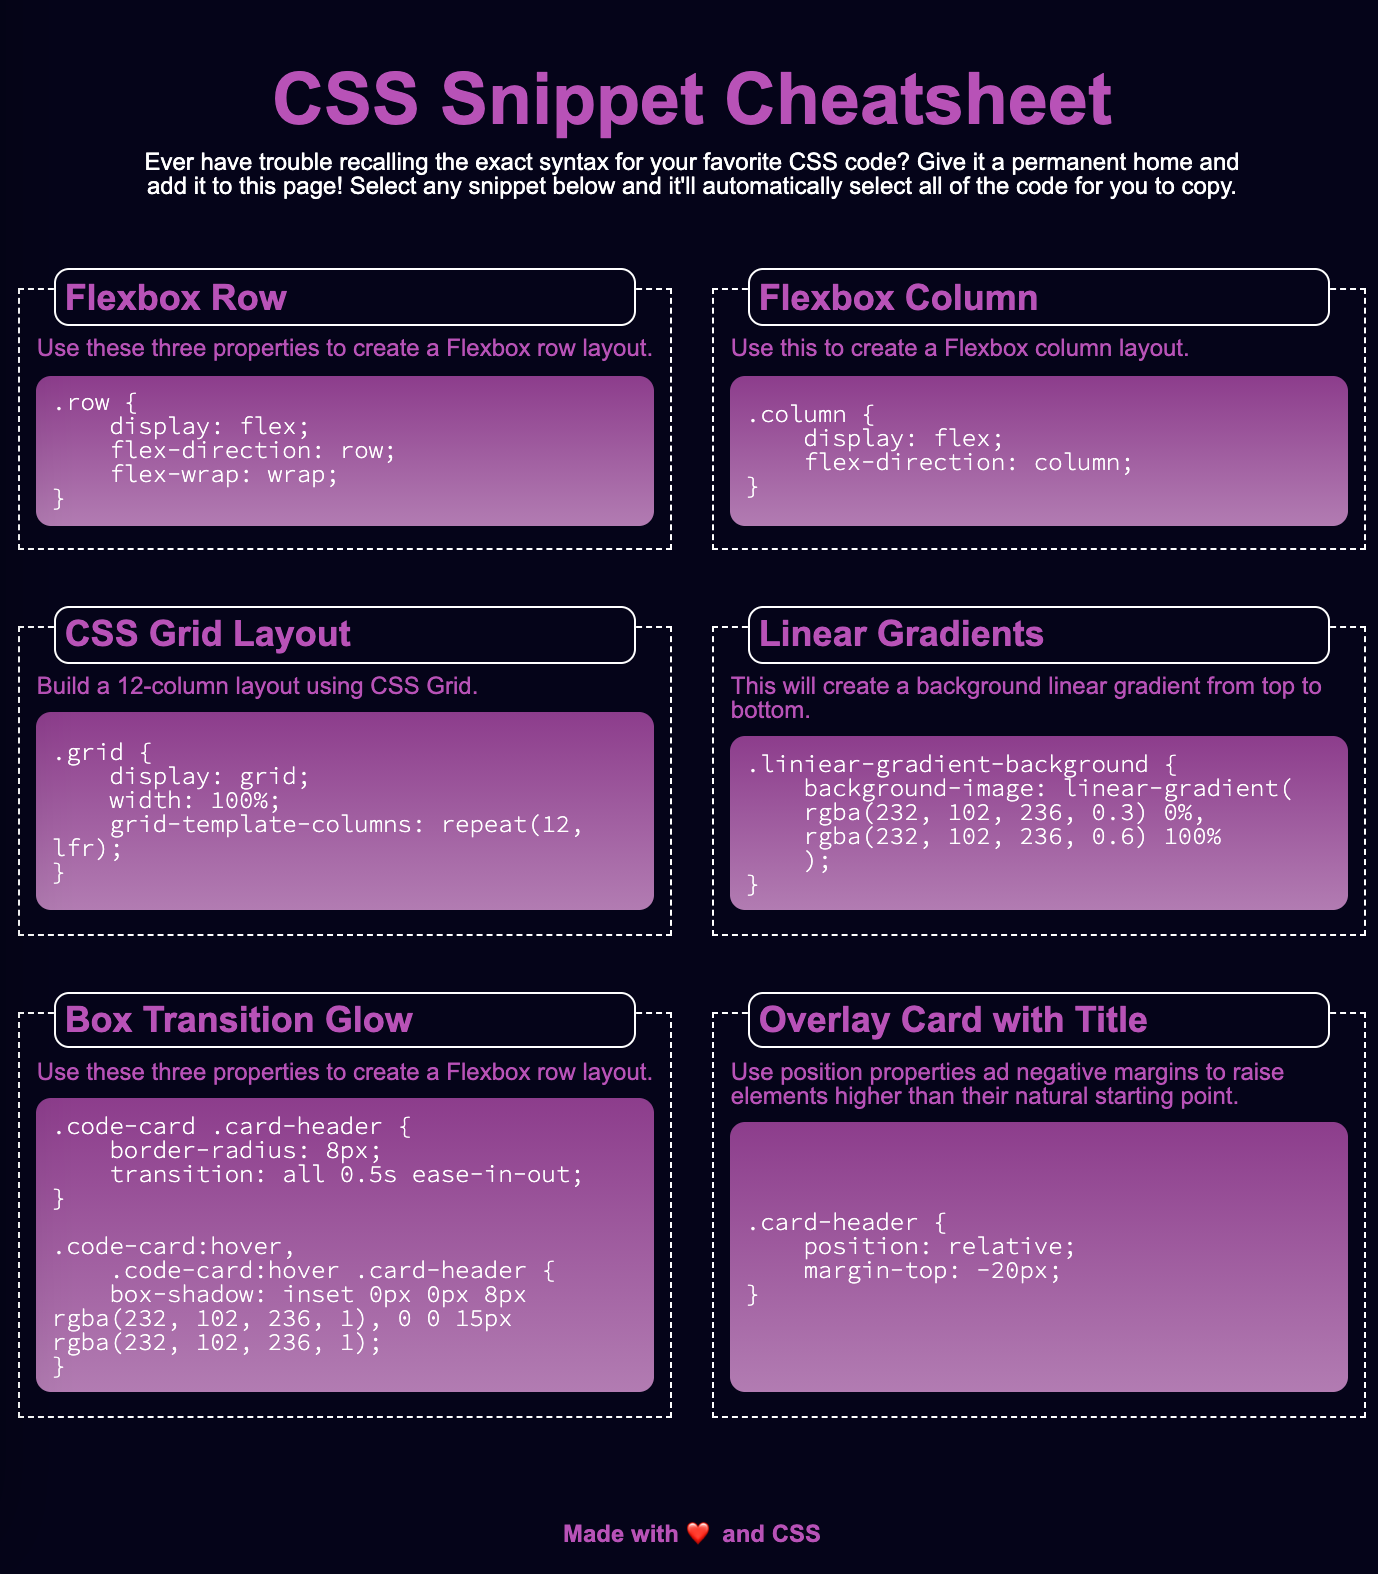 CSS Snippet Cheatsheet
Ever have trouble recalling the exact syntax for your favorite CSS code? Give it a permanent home and
add it to this page! Select any snippet below and it'll automatically select all of the code for you to copy.
Flexbox Row
Use these three properties to create a Flexbox row layout.
.row {
    display: flex;
    flex-direction: row;
    flex-wrap: wrap;
}
Flexbox Column
Use this to create a Flexbox column layout.
.column {
    display: flex;
    flex-direction: column;
}
CSS Grid Layout
Build a 12-column layout using CSS Grid.
.grid {
    display: grid;
    width: 100%;
    grid-template-columns: repeat(12,
lfr);
}
Linear Gradients
This will create a background linear gradient from top to
bottom.
.liniear-gradient-background {
    background-image: linear-gradient(
    rgba(232, 102, 236, 0.3) 0%,
    rgba(232, 102, 236, 0.6) 100%
    );
}
Box Transition Glow
Use these three properties to create a Flexbox row layout.
.code-card .card-header {
    border-radius: 8px;
    transition: all 0.5s ease-in-out;
}
.code-card:hover,
    .code-card:hover .card-header {
    box-shadow: inset 0px 0px 8px
rgba(232, 102, 236, 1), 0 0 15px
rgba(232, 102, 236, 1);
}
Overlay Card with Title
Use position properties ad negative margins to raise
elements higher than their natural starting point.
.card-header {
    position: relative;
    margin-top: -20px;
}
Made with ❤️ and CSS